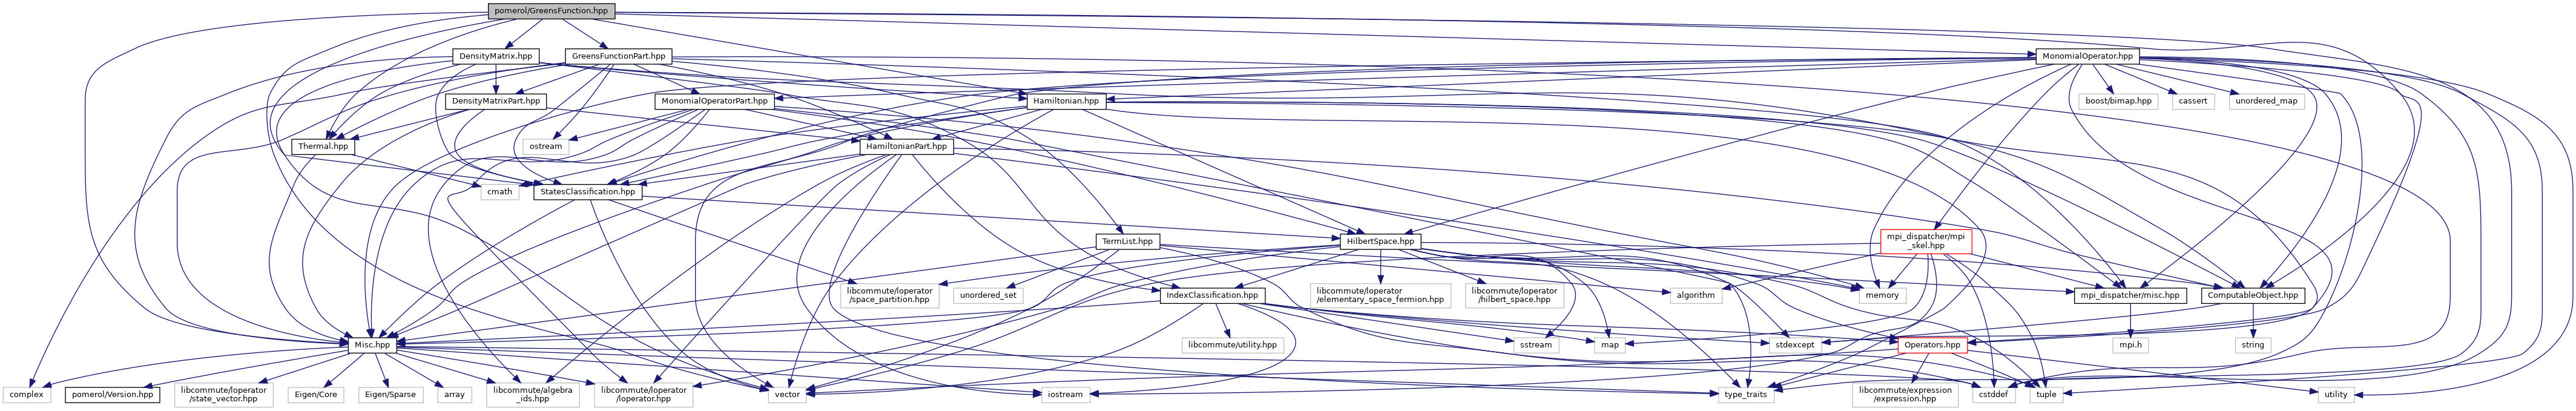 pomerol/GreensFunction.hpp
DensityMatrix.hpp
GreensFunctionPart.hpp
MonomialOperator.hpp
DensityMatrixPart.hpp
MonomialOperatorPart.hpp
Hamiltonian.hpp
boost/bimap.hpp
cassert
unordered_map
Thermal.hpp
ostream
HamiltonianPart.hpp
cmath
StatesClassification.hpp
TermList.hpp
HilbertSpace.hpp
mpi_dispatcher/mpi
_skel.hpp
libcommute/loperator
/space_partition.hpp
unordered_set
IndexClassification.hpp
libcommute/loperator
/elementary_space_fermion.hpp
libcommute/loperator
/hilbert_space.hpp
algorithm
memory
mpi_dispatcher/misc.hpp
ComputableObject.hpp
Misc.hpp
libcommute/utility.hpp
sstream
map
stdexcept
Operators.hpp
mpi.h
string
complex
pomerol/Version.hpp
libcommute/loperator
/state_vector.hpp
Eigen/Core
Eigen/Sparse
array
libcommute/algebra
_ids.hpp
libcommute/loperator
/loperator.hpp
vector
iostream
type_traits
libcommute/expression
/expression.hpp
cstddef
tuple
utility